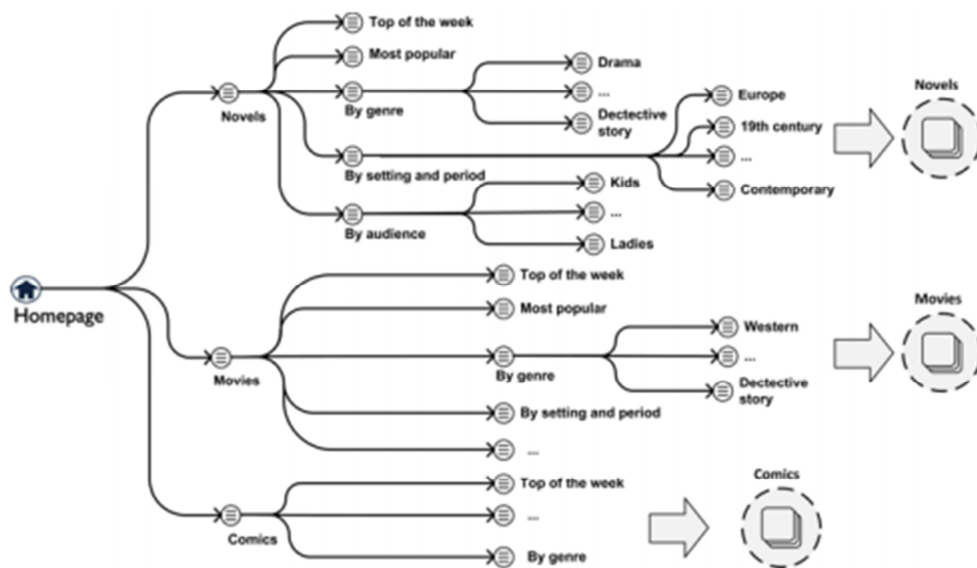 Top of the week
Most popular
Novels
By genre
Drama
...
Dectective
story
By setting and period
Europe
19th century
...
Contemporary
By audience
Kids
...
Ladies
Novels
Homepage
Movies
Top of the week
Most popular
By genre
Western
...
Dectective
story
By setting and period
...
Movies
Comics
Top of the week
...
By genre
Comics